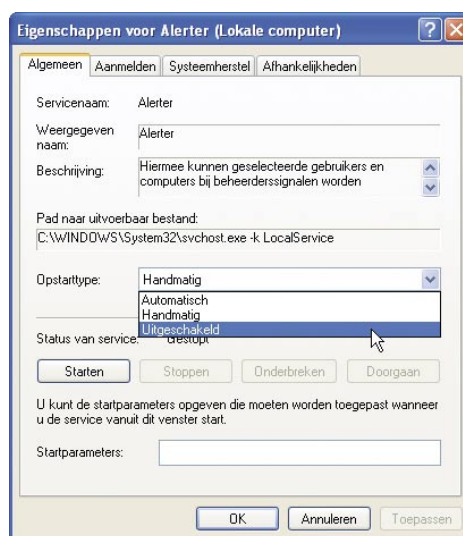 Eigenschappen voor Alerter (Lokale computer)
Algemeen Aanmelden Systeemherstel Afhankelijkheden
Servicenaam: Alerter
Weergegeven naam: Alerter
Beschrijving: Hiermee kunnen geselecteerde gebruikers en
computers bij beheerderssignalen worden
Pad naar uitvoerbaar bestand:
C:\WINDOWS\System32\svchost.exe -k LocalService
Opstarttype: Handmatig
Automatisch
Handmatig
Uitgeschakeld
Status van service: Gestopt
Starten Stoppen Onderbreken Doorgaan
U kunt de startparameters opgeven die moeten worden toegepast wanneer
u de service vanuit dit venster start.
Startparameters:
OK Annuleren Toepassen